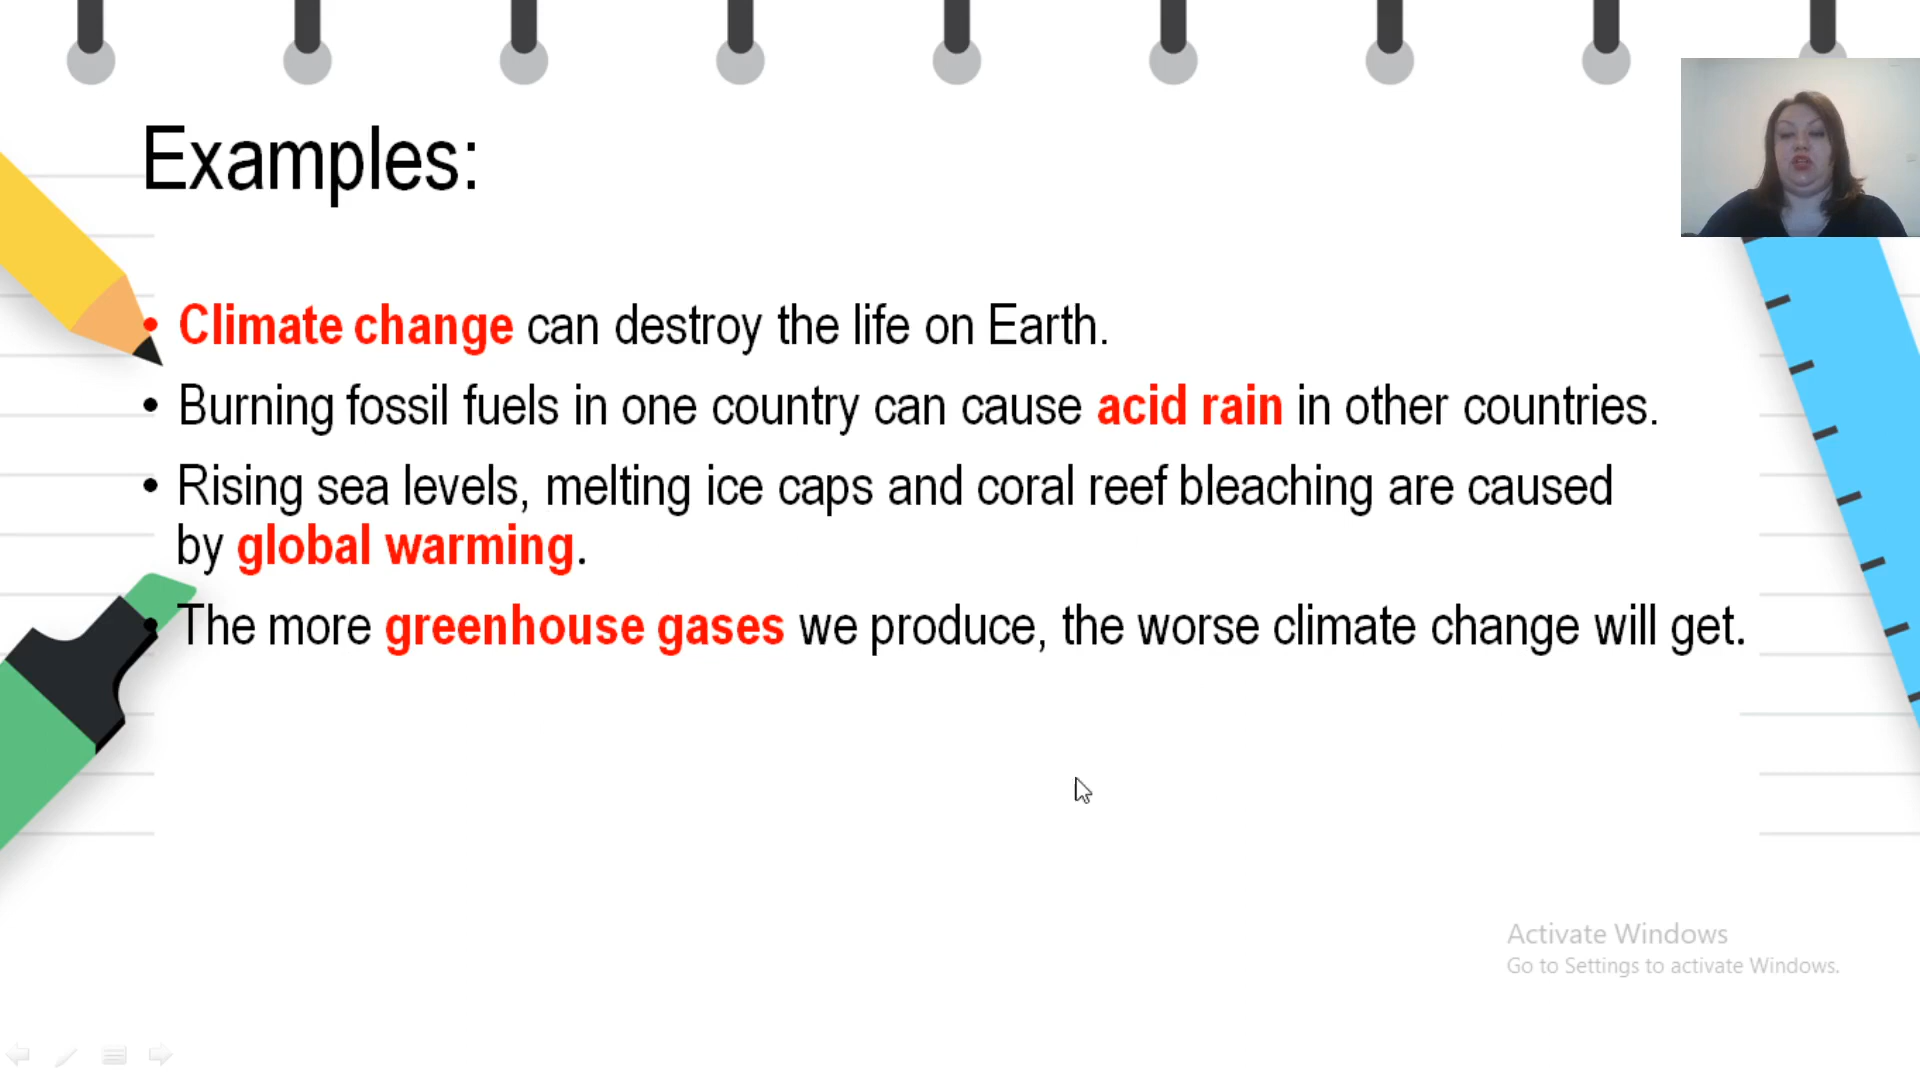 Examples:
• Climate change can destroy the life on Earth.
• Burning fossil fuels in one country can cause acid rain in other countries.
• Rising sea levels, melting ice caps and coral reef bleaching are caused
by global warming.
• The more greenhouse gases we produce, the worse climate change will get.
Activate Windows
Go to Settings to activate Windows.